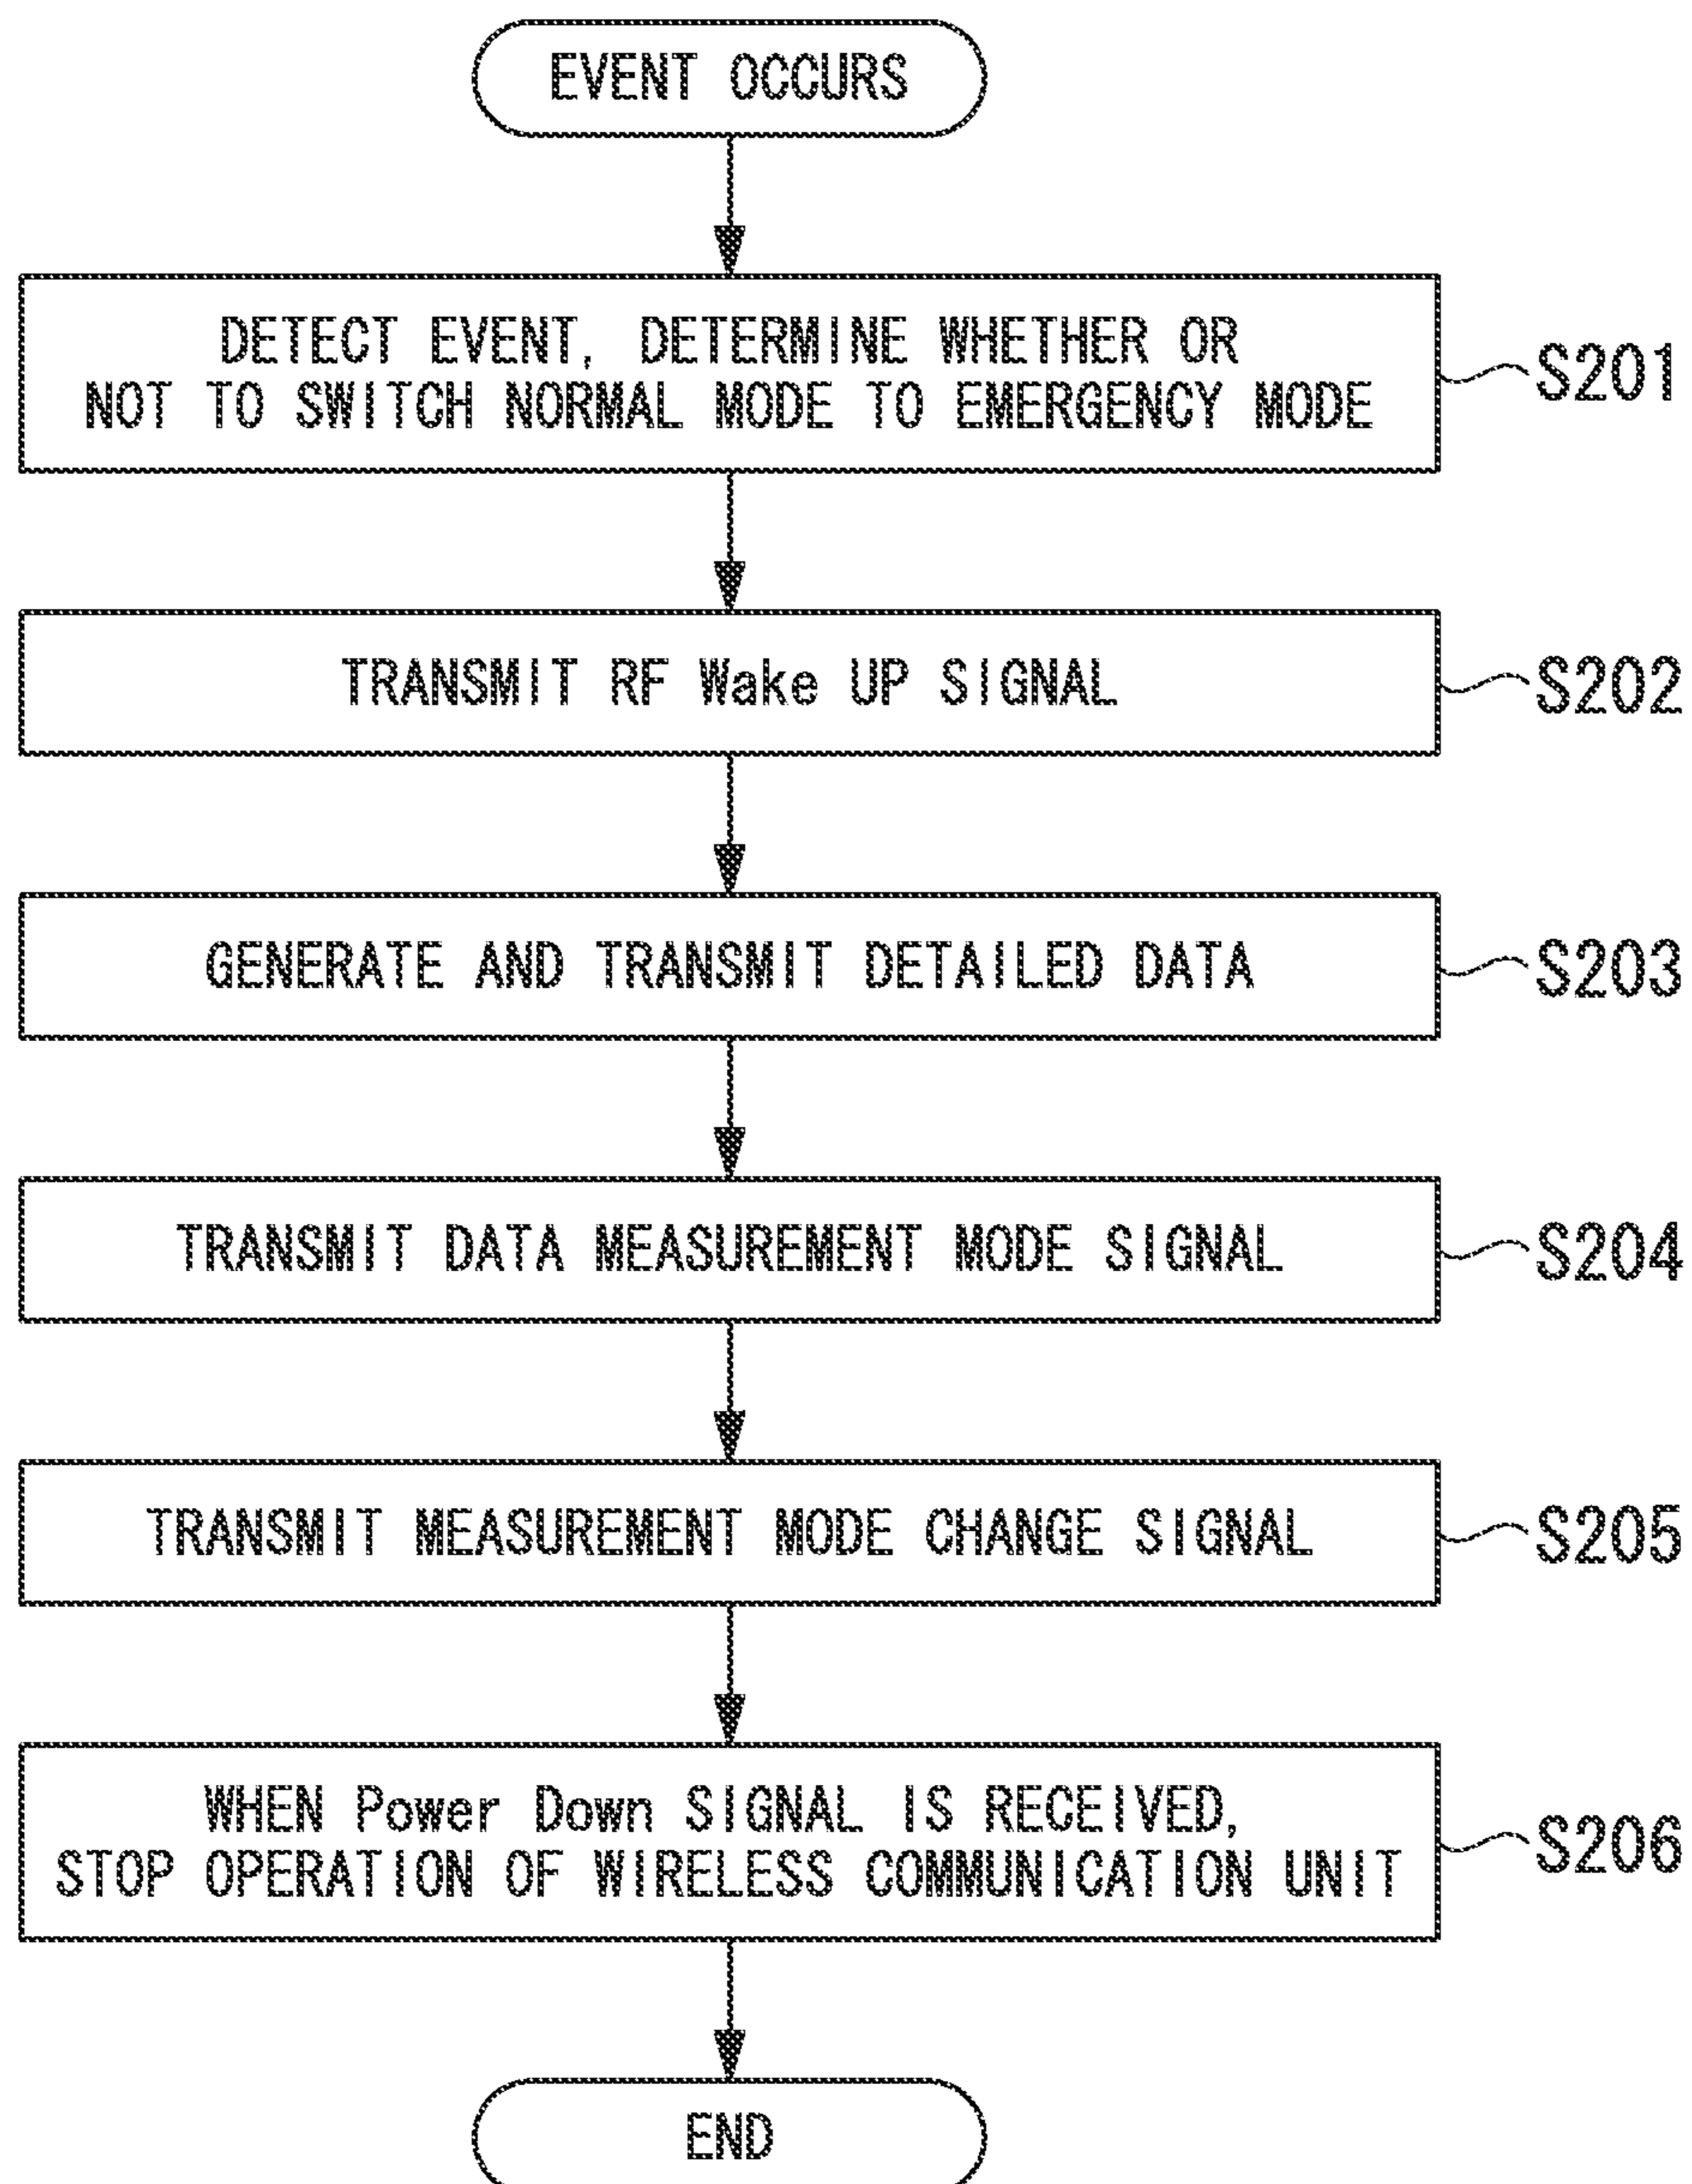 EVENT OCCURS
DETECT EVENT, DETERMINE WHETHER OR
NOT TO SWITCH NORMAL MODE TO EMERGENCY MODE
S201
TRANSMIT RF Wake UP SIGNAL
S202
GENERATE AND TRANSMIT DETAILED DATA
S203
TRANSMIT DATA MEASUREMENT MODE SIGNAL
S204
TRANSMIT MEASUREMENT MODE CHANGE SIGNAL
S205
WHEN Power Down SIGNAL IS RECEIVED,
STOP OPERATION OF WIRELESS COMMUNICATION UNIT
S206
END